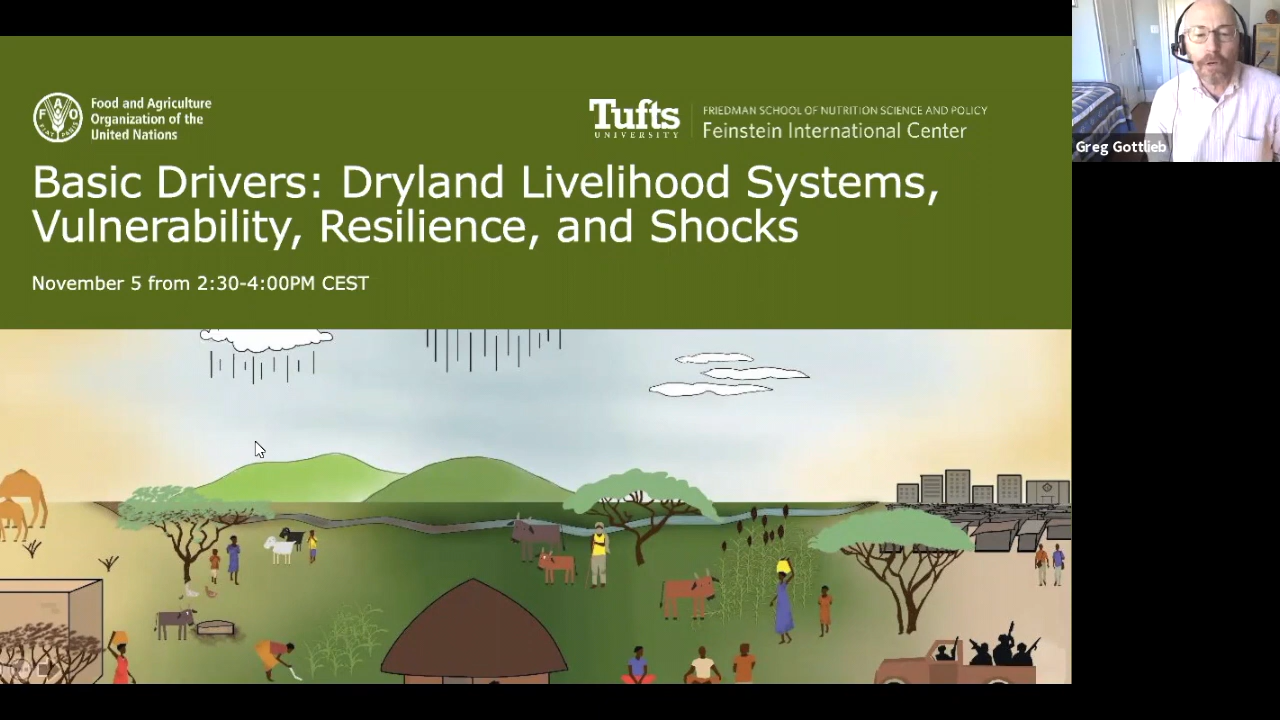 Food and Agriculture
Organization of the
United Nations
Tufts
UNIVERSITY
FRIEDMAN SCHOOL OF NUTRITION SCIENCE AND POLICY
Feinstein International Center
Basic Drivers: Dryland Livelihood Systems,
Vulnerability, Resilience, and Shocks
November 5 from 2:30-4:00PM CEST
Greg Gottlieb